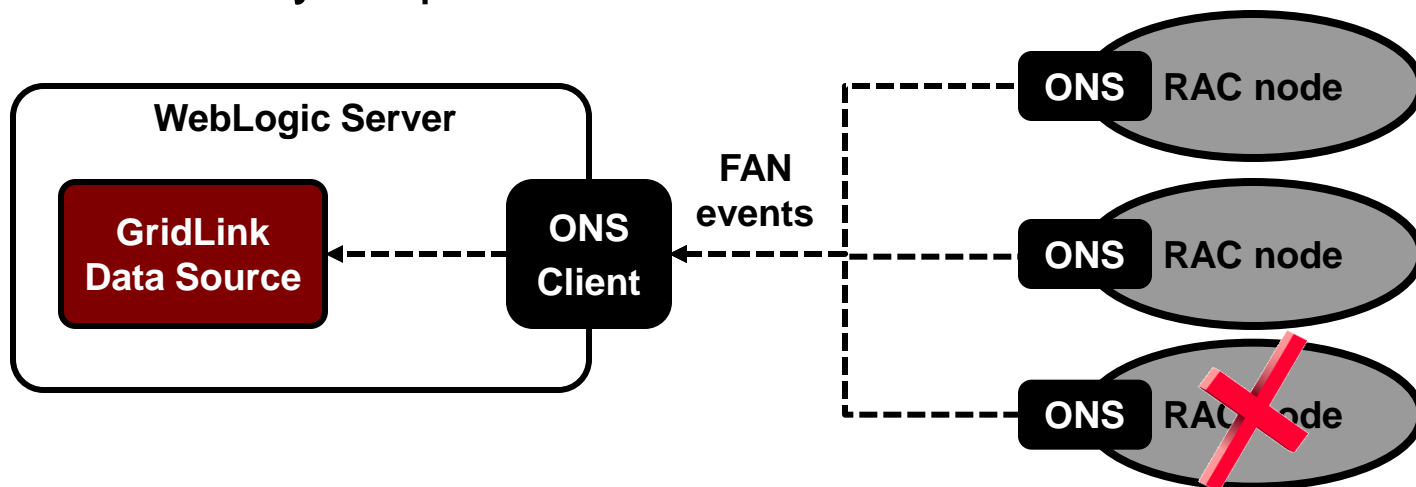 WebLogic Server
GridLink
Data Source
ONS
Client
FAN
events
ONS RAC node
ONS RAC node
ONS